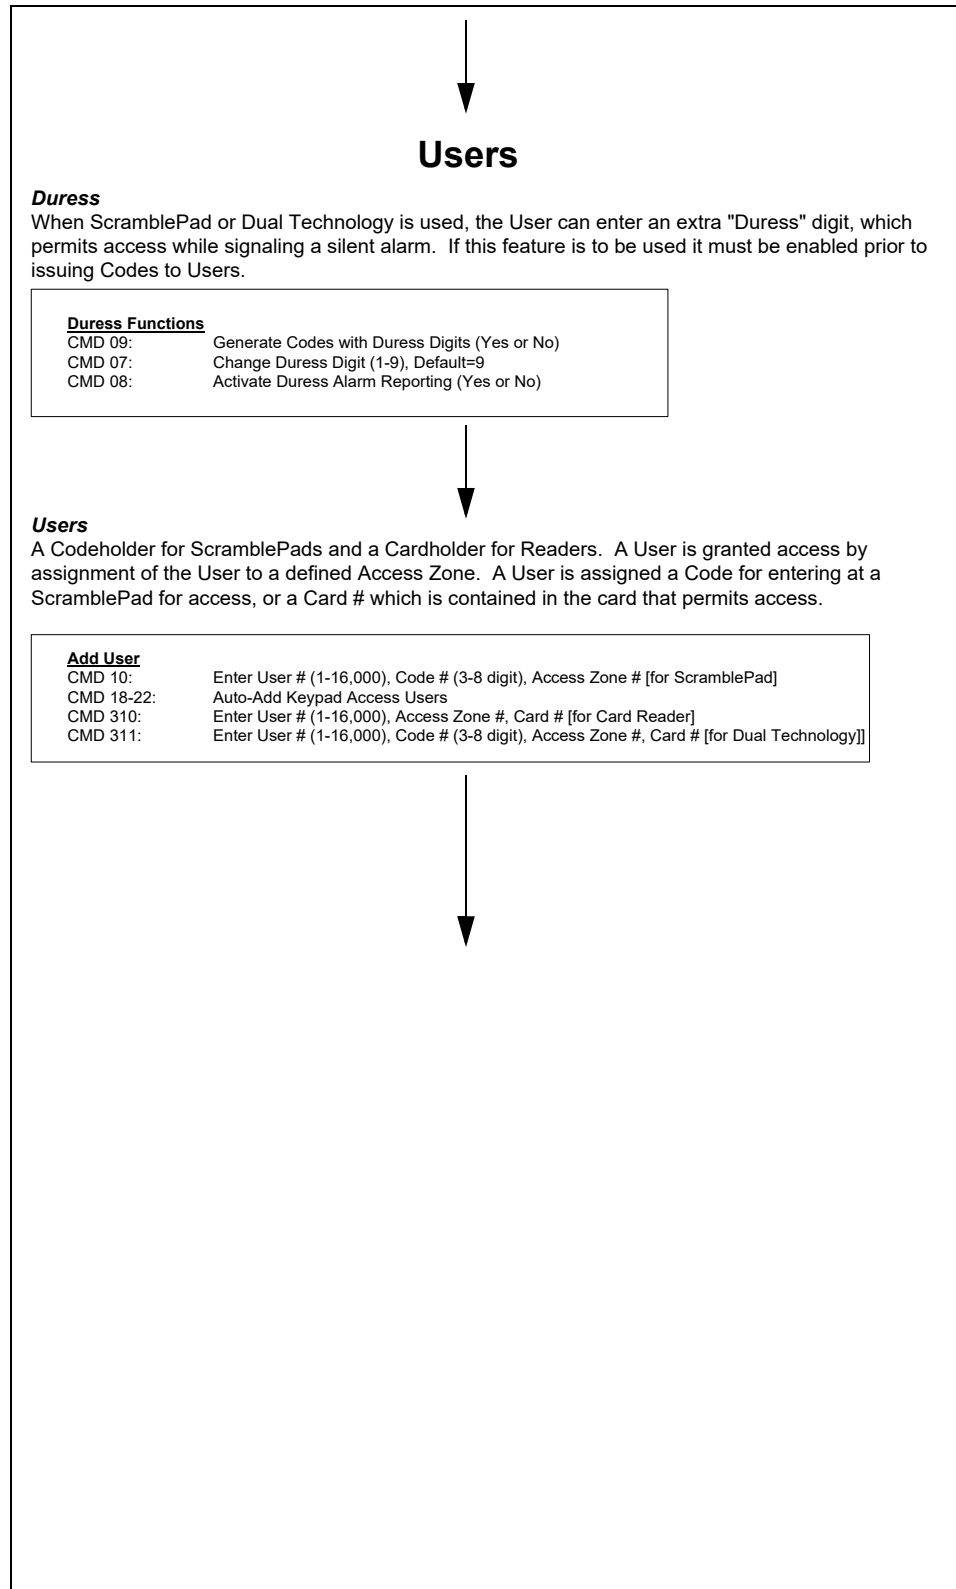 Users
Duress
When ScramblePad or Dual Technology is used, the User can enter an extra "Duress" digit, which
permits access while signaling a silent alarm.  If this feature is to be used it must be enabled prior to
issuing Codes to Users.
Duress Functions
CMD 09: Generate Codes with Duress Digits (Yes or No)
CMD 07: Change Duress Digit (1-9), Default=9
CMD 08: Activate Duress Alarm Reporting (Yes or No)
Users
A Codeholder for ScramblePads and a Cardholder for Readers.  A User is granted access by
assignment of the User to a defined Access Zone.  A User is assigned a Code for entering at a
ScramblePad for access, or a Card # which is contained in the card that permits access.
Add User
CMD 10: Enter User # (1-16,000), Code # (3-8 digit), Access Zone # [for ScramblePad]
CMD 18-22: Auto-Add Keypad Access Users
CMD 310: Enter User # (1-16,000), Access Zone #, Card # [for Card Reader]
CMD 311: Enter User # (1-16,000), Code # (3-8 digit), Access Zone #, Card # [for Dual Technology]]